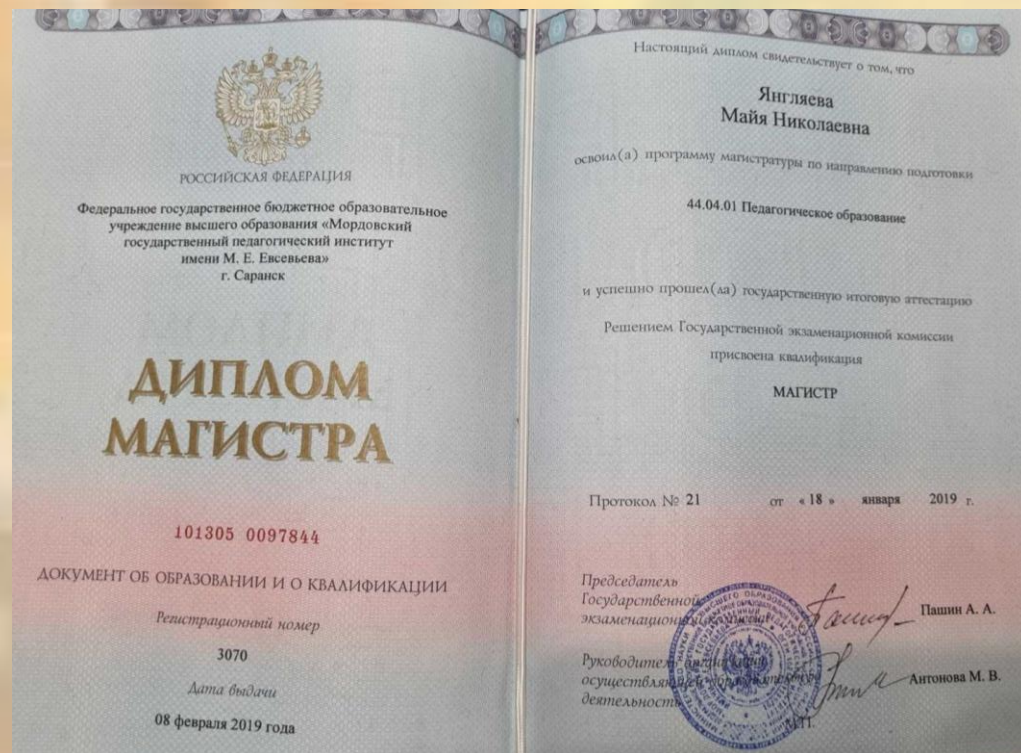 РОССИЙСКАЯ ФЕДЕРАЦИЯ
Федеральное государственное бюджетное образовательное
учреждение высшего образования «Мордовский
государственный педагогический институт
имени М. Е. Евсевьева»
г. Саранск
ДИПЛОМ
МАГИСТРА
101305 0097844
ДОКУМЕНТ ОБ ОБРАЗОВАНИИ И О КВАЛИФИКАЦИИ
Регистрационный номер
3070
Дата выдачи
08 февраля 2019 года
Настоящий диплом свидетельствует о том, что
Янгляева
Майя Николаевна
освоил(а) программу магистратуры по направлению подготовки
44.04.01 Педагогическое образование
и успешно прошел(ла) государственную итоговую аттестацию
Решением Государственной экзаменационной комиссии
присвоена квалификация
МАГИСТР
Протокол № 21 от « 18 » января 2019 г.
Председатель
Государственной
экзаменационной комиссии
Пашин А. А.
Руководитель организации,
осуществляющей образовательную
деятельность
Антонова М. В.
М.П.